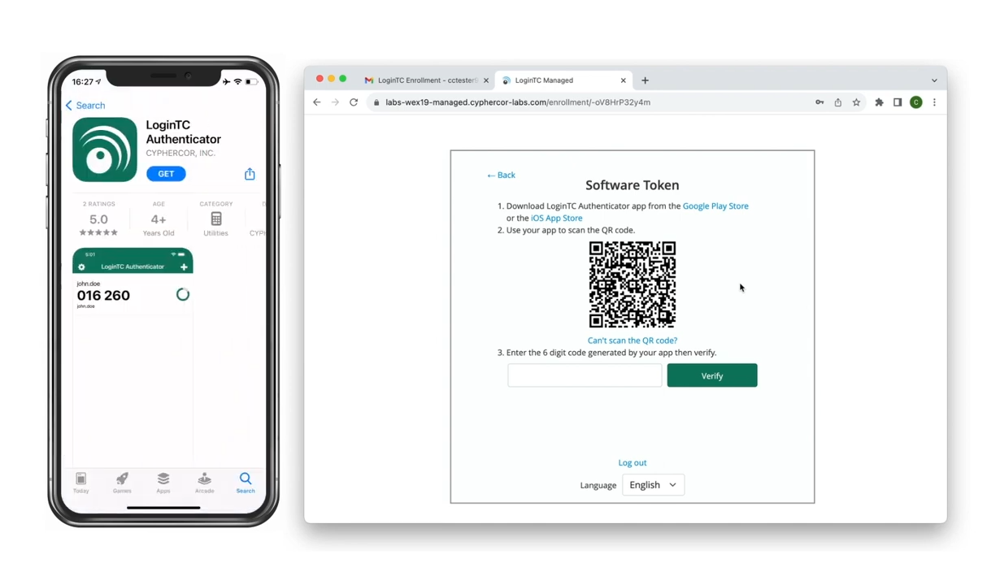 16:27
Search
LoginTC
Authenticator
CYPHERCOR, INC.
GET
2 RATINGS
AGE
CATEGORY
5.0
4+
Years Old
Utilities
CYPH
5:01
LoginTC Authenticator
john.doe
016 260
john.doe
Today
Games
Apps
Arcade
Search
LoginTC Enrollment - cctester
LoginTC Managed
labs-wex19-managed.cyphercor-labs.com/enrollment/-oV8HrP32y4m
C
← Back
Software Token
1. Download LoginTC Authenticator app from the Google Play Store
or the iOS App Store
2. Use your app to scan the QR code.
Can't scan the QR code?
3. Enter the 6 digit code generated by your app then verify.
Verify
Log out
Language English